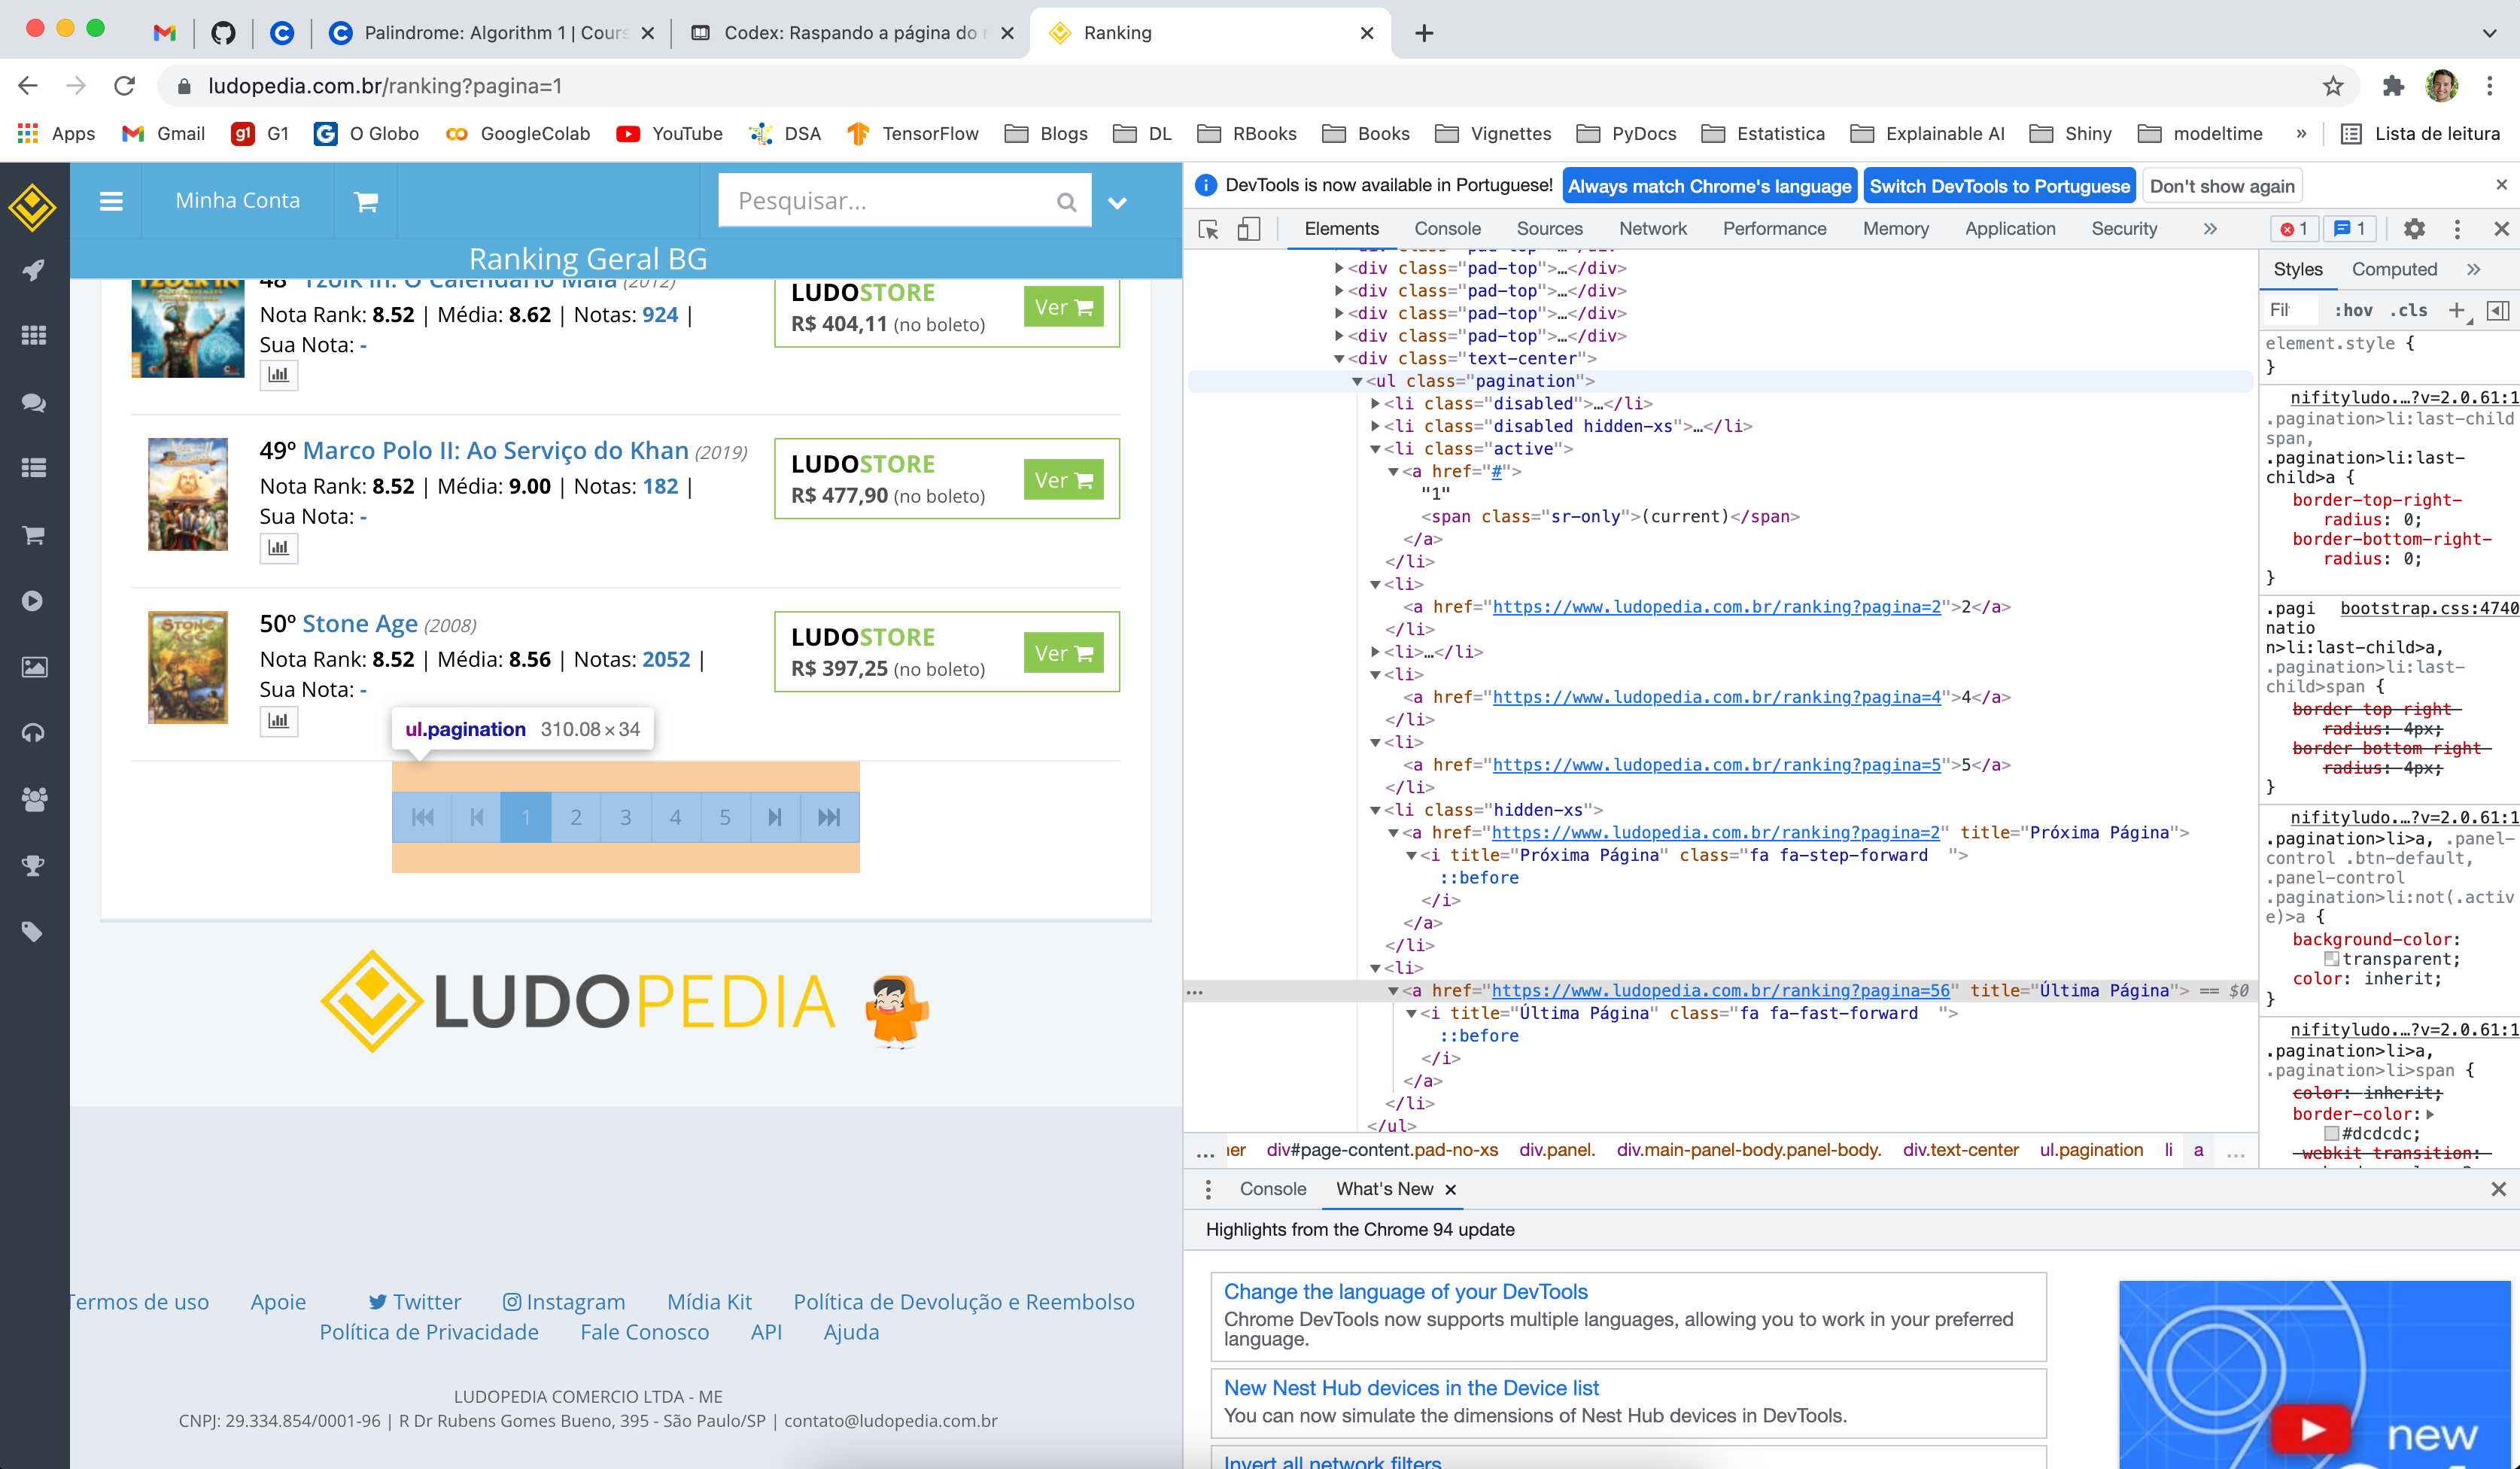 Palindrome: Algorithm 1 | Cours
Codex: Raspando a página do r
Ranking
ludopedia.com.br/ranking?pagina=1
Apps
Gmail
G1
O Globo
GoogleColab
YouTube
DSA
TensorFlow
Blogs
DL
RBooks
Books
Vignettes
PyDocs
Estatistica
Explainable AI
Shiny
modeltime
»
Lista de leitura
Minha Conta
Pesquisar...
Ranking Geral BG
48º Tzolk'in: O Calendário Maia (2012)
Nota Rank: 8.52 | Média: 8.62 | Notas: 924 |
Sua Nota: -
LUDOSTORE
R$ 404,11 (no boleto)
Ver
49º Marco Polo II: Ao Serviço do Khan (2019)
Nota Rank: 8.52 | Média: 9.00 | Notas: 182 |
Sua Nota: -
LUDOSTORE
R$ 477,90 (no boleto)
Ver
50º Stone Age (2008)
Nota Rank: 8.52 | Média: 8.56 | Notas: 2052 |
Sua Nota: -
LUDOSTORE
R$ 397,25 (no boleto)
Ver
ul.pagination 310.08 × 34
1 2 3 4 5
LUDOPEDIA
Termos de uso Apoie Twitter Instagram Mídia Kit Política de Devolução e Reembolso
Política de Privacidade Fale Conosco API Ajuda
LUDOPEDIA COMERCIO LTDA - ME
CNPJ: 29.334.854/0001-96 | R Dr Rubens Gomes Bueno, 395 - São Paulo/SP | contato@ludopedia.com.br
DevTools is now available in Portuguese!
Always match Chrome's language
Switch DevTools to Portuguese
Don't show again
Elements Console Sources Network Performance Memory Application Security »
1
1
<div class="pad-top">…</div>
<div class="pad-top">…</div>
<div class="pad-top">…</div>
<div class="pad-top">…</div>
<div class="text-center">
<ul class="pagination">
<li class="disabled">…</li>
<li class="disabled hidden-xs">…</li>
<li class="active">
<a href="#">
"1"
<span class="sr-only">(current)</span>
</a>
</li>
<li>
<a href="https://www.ludopedia.com.br/ranking?pagina=2">2</a>
</li>
<li>…</li>
<li>
<a href="https://www.ludopedia.com.br/ranking?pagina=4">4</a>
</li>
<li>
<a href="https://www.ludopedia.com.br/ranking?pagina=5">5</a>
</li>
<li class="hidden-xs">
<a href="https://www.ludopedia.com.br/ranking?pagina=2" title="Próxima Página">
<i title="Próxima Página" class="fa fa-step-forward  ">
::before
</i>
</a>
</li>
<li>
<a href="https://www.ludopedia.com.br/ranking?pagina=56" title="Última Página"> == $0
<i title="Última Página" class="fa fa-fast-forward  ">
::before
</i>
</a>
</li>
</ul>
… ner div#page-content.pad-no-xs div.panel. div.main-panel-body.panel-body. div.text-center ul.pagination li a …
Styles Computed »
Fil :hov .cls +
element.style {
}
nifityludo.…?v=2.0.61:1
.pagination>li:last-child
span,
.pagination>li:last-
child>a {
border-top-right-
radius: 0;
border-bottom-right-
radius: 0;
}
.pagi bootstrap.css:4740
natio
n>li:last-child>a,
.pagination>li:last-
child>span {
border-top-right-
radius: 4px;
border-bottom-right-
radius: 4px;
}
nifityludo.…?v=2.0.61:1
.pagination>li>a, .panel-
control .btn-default,
.panel-control
.pagination>li:not(.activ
e)>a {
background-color:
transparent;
color: inherit;
}
nifityludo.…?v=2.0.61:1
.pagination>li>a,
.pagination>li>span {
color: inherit;
border-color:
#dcdcdc;
-webkit-transition:
Console What's New
Highlights from the Chrome 94 update
Change the language of your DevTools
Chrome DevTools now supports multiple languages, allowing you to work in your preferred
language.
New Nest Hub devices in the Device list
You can now simulate the dimensions of Nest Hub devices in DevTools.
Invert all network filters
new